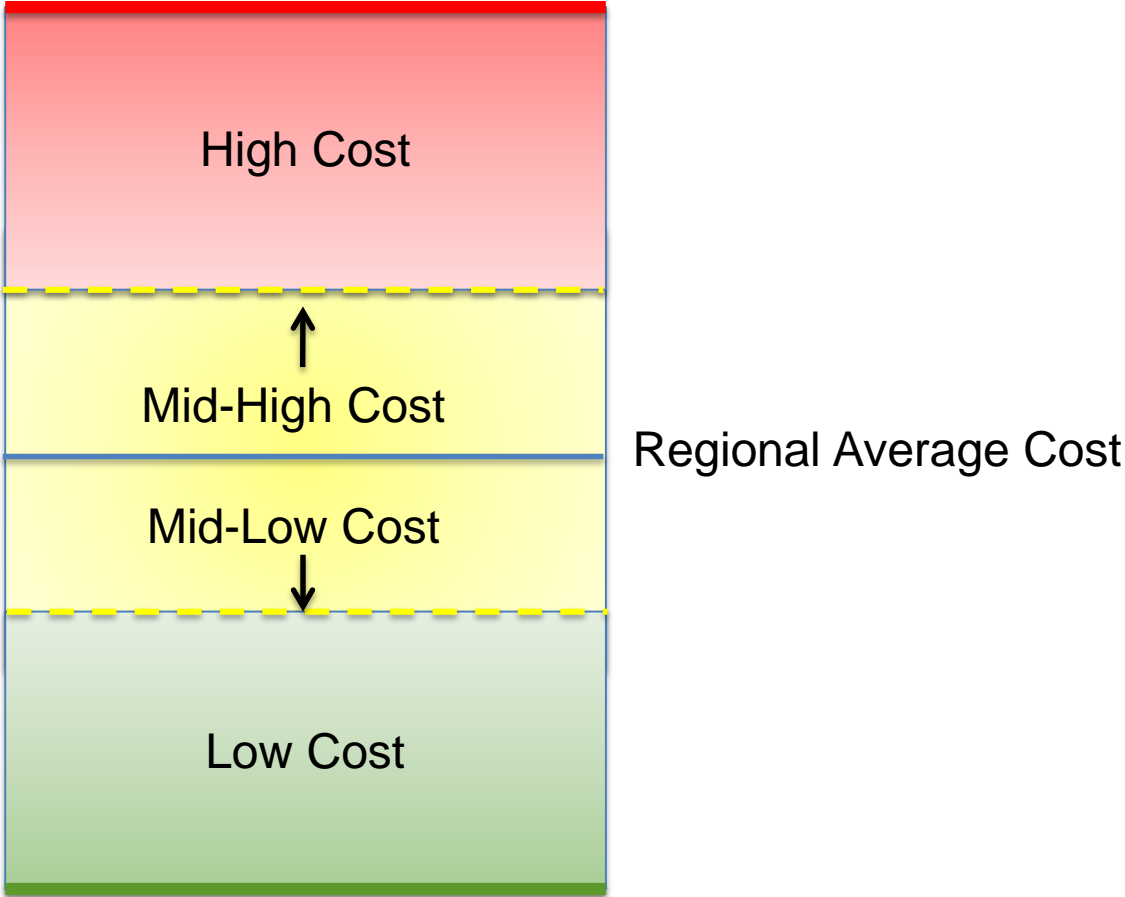 High Cost
Mid-High Cost
Regional Average Cost
Mid-Low Cost
Low Cost